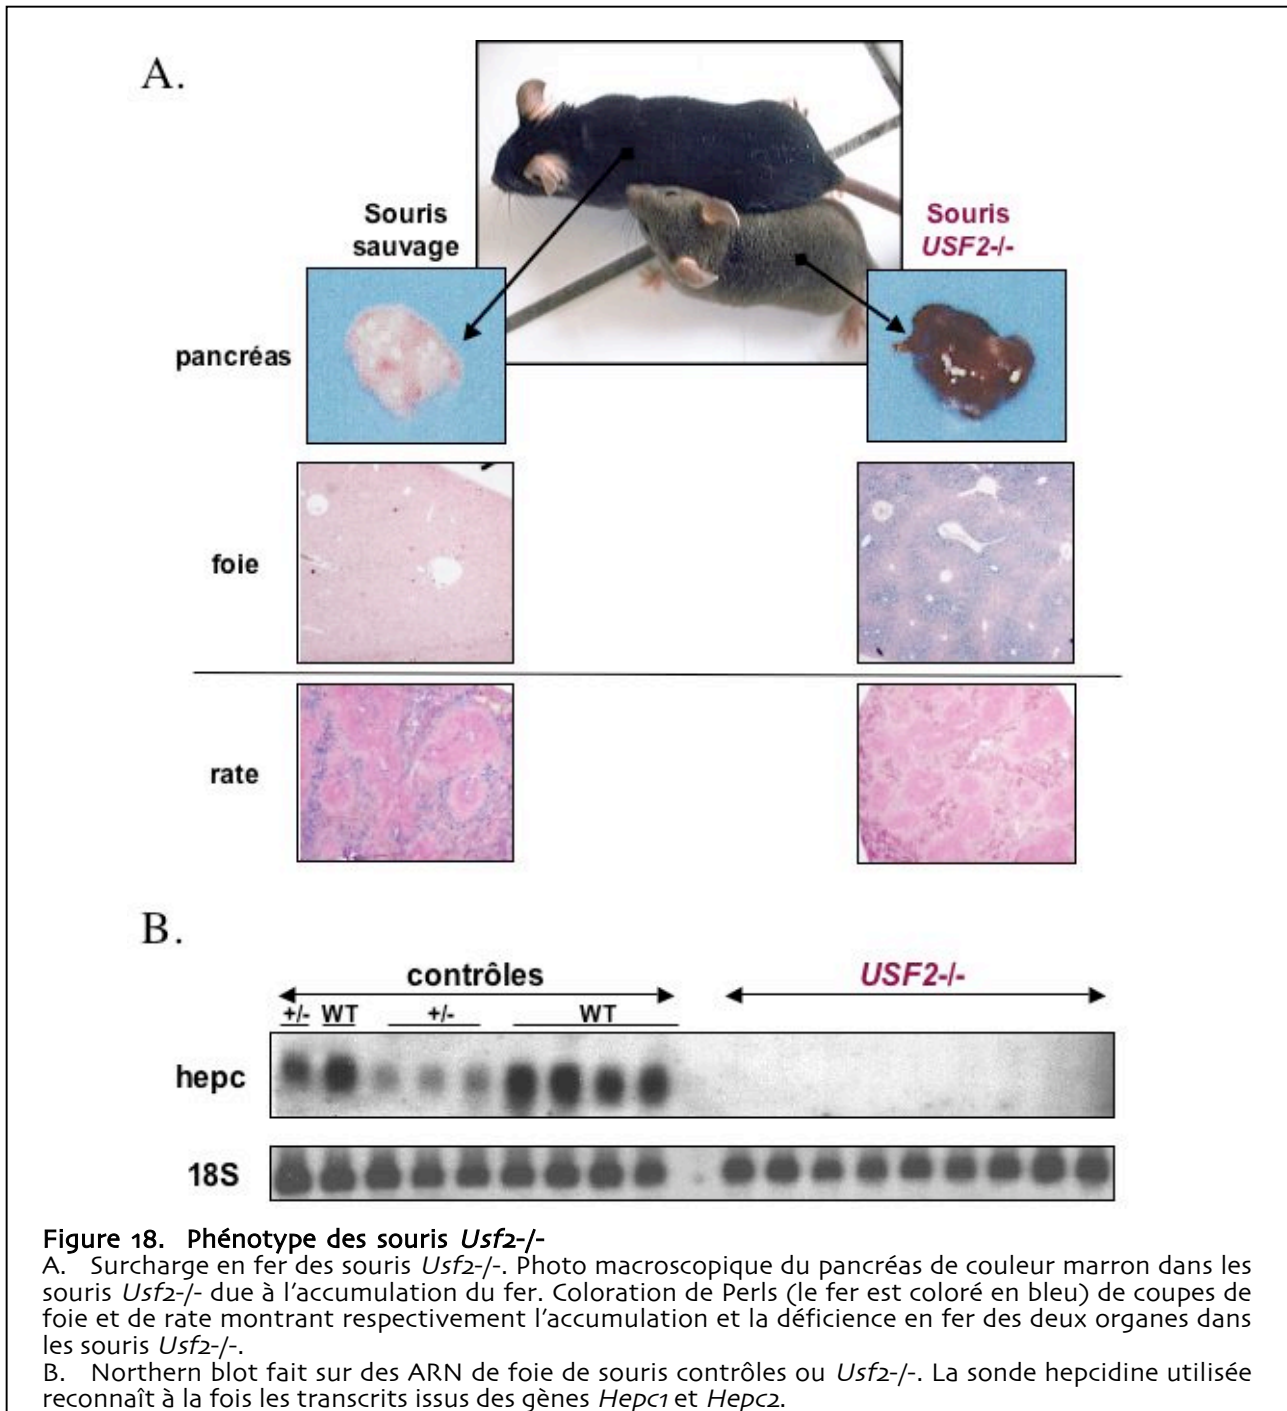 A.
Souris
sauvage
Souris
USF2-/-
pancréas
foie
rate
B.
contrôles
USF2-/-
+/- WT +/- WT
hepc
18S
Figure 18. Phénotype des souris Usf2-/-
A. Surcharge en fer des souris Usf2-/-. Photo macroscopique du pancréas de couleur marron dans les
souris Usf2-/- due à l'accumulation du fer. Coloration de Perls (le fer est coloré en bleu) de coupes de
foie et de rate montrant respectivement l'accumulation et la déficience en fer des deux organes dans
les souris Usf2-/-.
B. Northern blot fait sur des ARN de foie de souris contrôles ou Usf2-/-. La sonde hepcidine utilisée
reconnaît à la fois les transcrits issus des gènes Hepc1 et Hepc2.